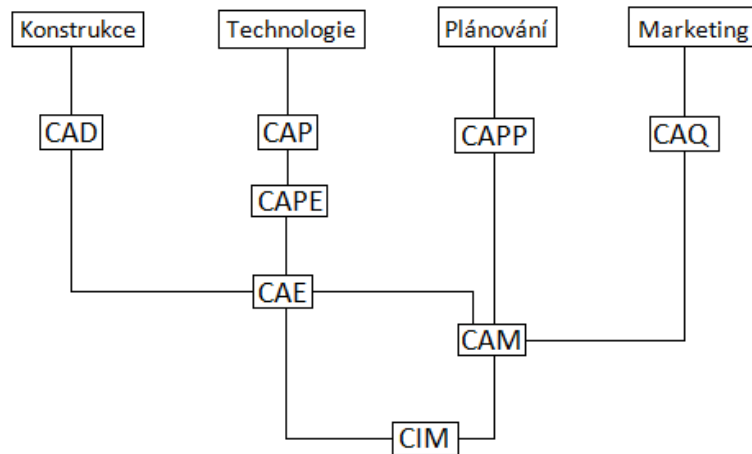 Konstrukce
Technologie
Plánování
Marketing
CAD
CAP
CAPP
CAQ
CAPE
CAE
CAM
CIM